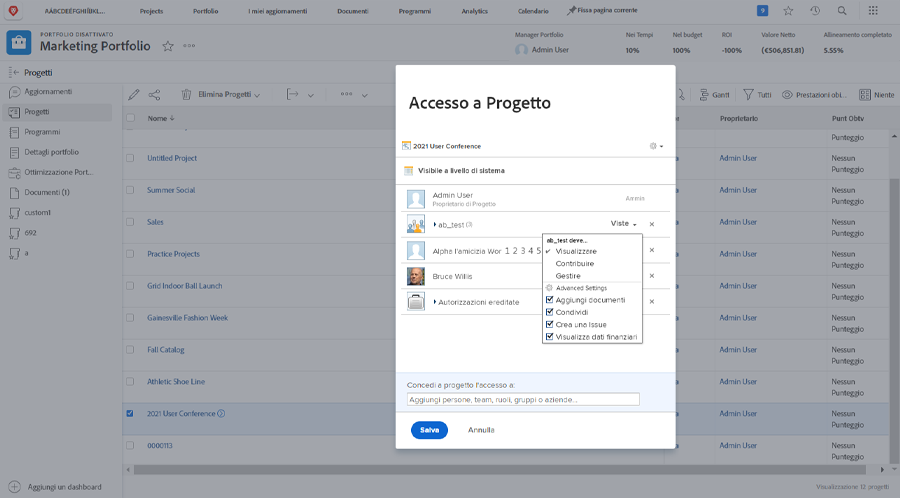 AÁBCDEÉFGHIÍJKL...
Projects
Portfolio
I miei aggiornamenti
Documenti
Programmi
Analytics
Calendario
Fissa pagina corrente
9
PORTFOLIO DISATTIVATO
Marketing Portfolio
Manager Portfolio
Admin User
Nei Tempi
10%
Nel budget
100%
ROI
-100%
Valore Netto
(€506,851.81)
Allineamento completato
5.55%
Progetti
Aggiornamenti
Progetti
Programmi
Dettagli portfolio
Ottimizzazione Port...
Documenti (1)
custom1
692
a
Aggiungi un dashboard
Elimina Progetti
Gantt
Tutti
Prestazioni obi...
Niente
Nome
Proprietario
Punt Obtv
Punteggio
Untitled Project
Admin User
Nessun Punteggio
Summer Social
Admin User
Nessun Punteggio
Sales
Admin User
Nessun Punteggio
Practice Projects
Admin User
Nessun Punteggio
Grid Indoor Ball Launch
Admin User
Nessun Punteggio
Gainesville Fashion Week
Admin User
Nessun Punteggio
Fall Catalog
Admin User
Nessun Punteggio
Athletic Shoe Line
Admin User
Nessun Punteggio
2021 User Conference 2
Admin User
Nessun Punteggio
0000113
Admin User
Nessun Punteggio
Visualizzazione 12 progetti
Accesso a Progetto
2021 User Conference
Visibile a livello di sistema
Admin User
Proprietario di Progetto
Admin
ab_test (3)
Viste
Alphe l'amicizia Wor 1 2 3 4 5
Bruce Willis
Autorizzazioni ereditate
ab_test deve...
Visualizzare
Contribuire
Gestire
Advanced Settings
Aggiungi documenti
Condividi
Crea una Issue
Visualizza dati finanziari
Concedi a progetto l'accesso a:
Aggiungi persone, team, ruoli, gruppi o aziende...
Salva
Annulla